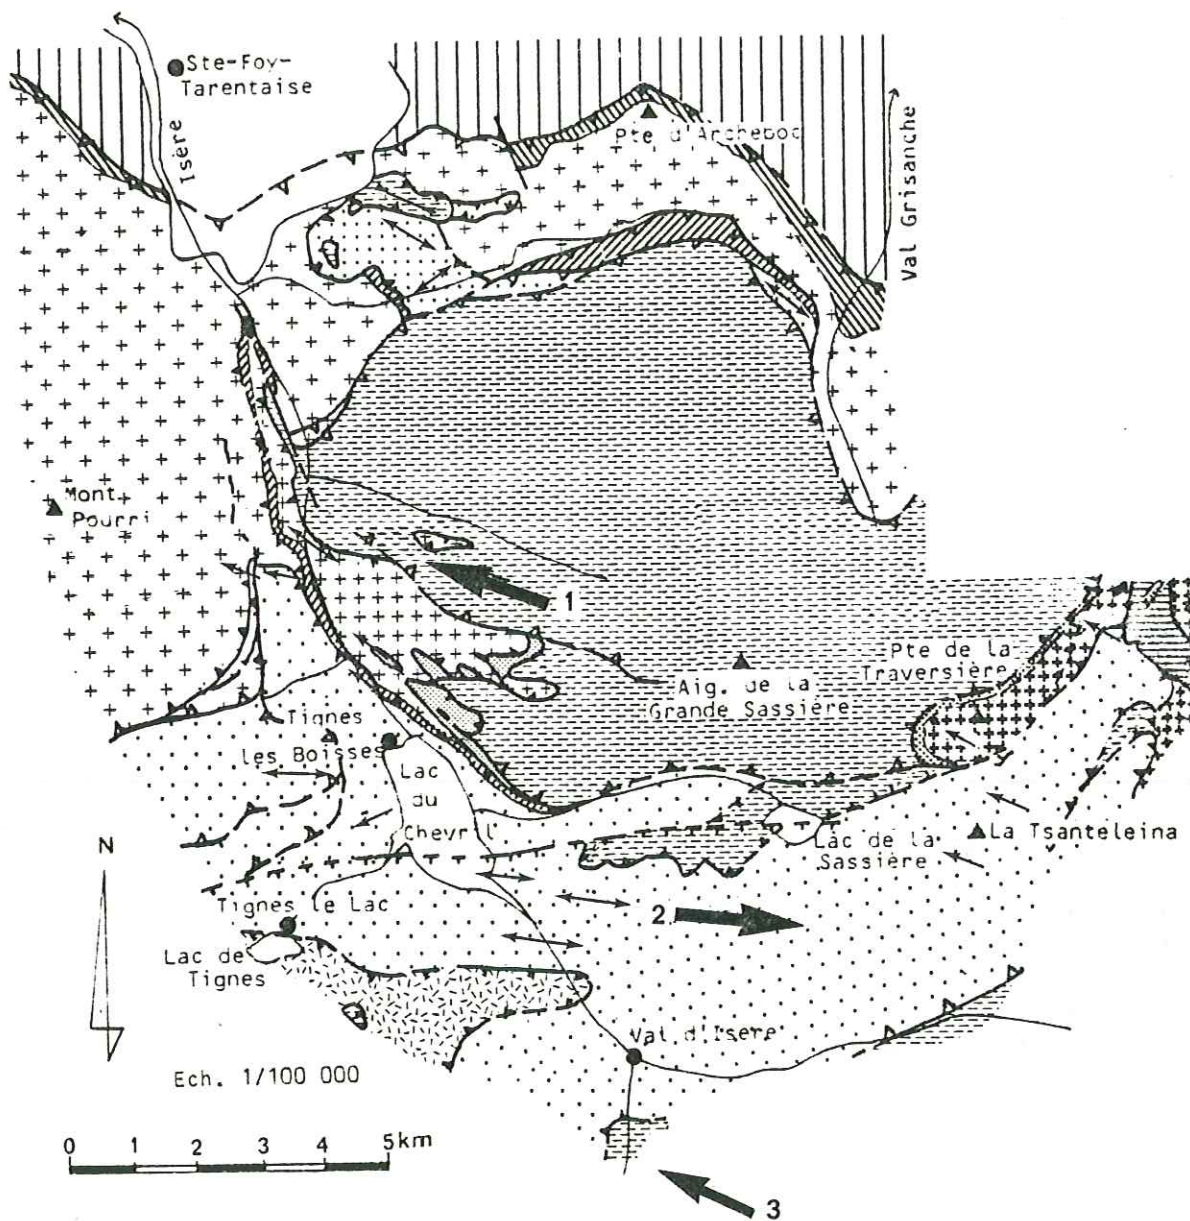 Ste-Foy-
Tarentaise
Isère
Pte d'Archeboc
Val Grisanche
Mont
Pourri
1
Pte de la
Traversière
Aig. de la
Grande Sassière
Tignes
les Boisses
Lac
du
Chevril
La Tsanteleina
Lac de la
Sassière
N
Tignes le Lac
2
Lac de
Tignes
Val d'Isère
Ech. 1/100 000
0 1 2 3 4 5km
3